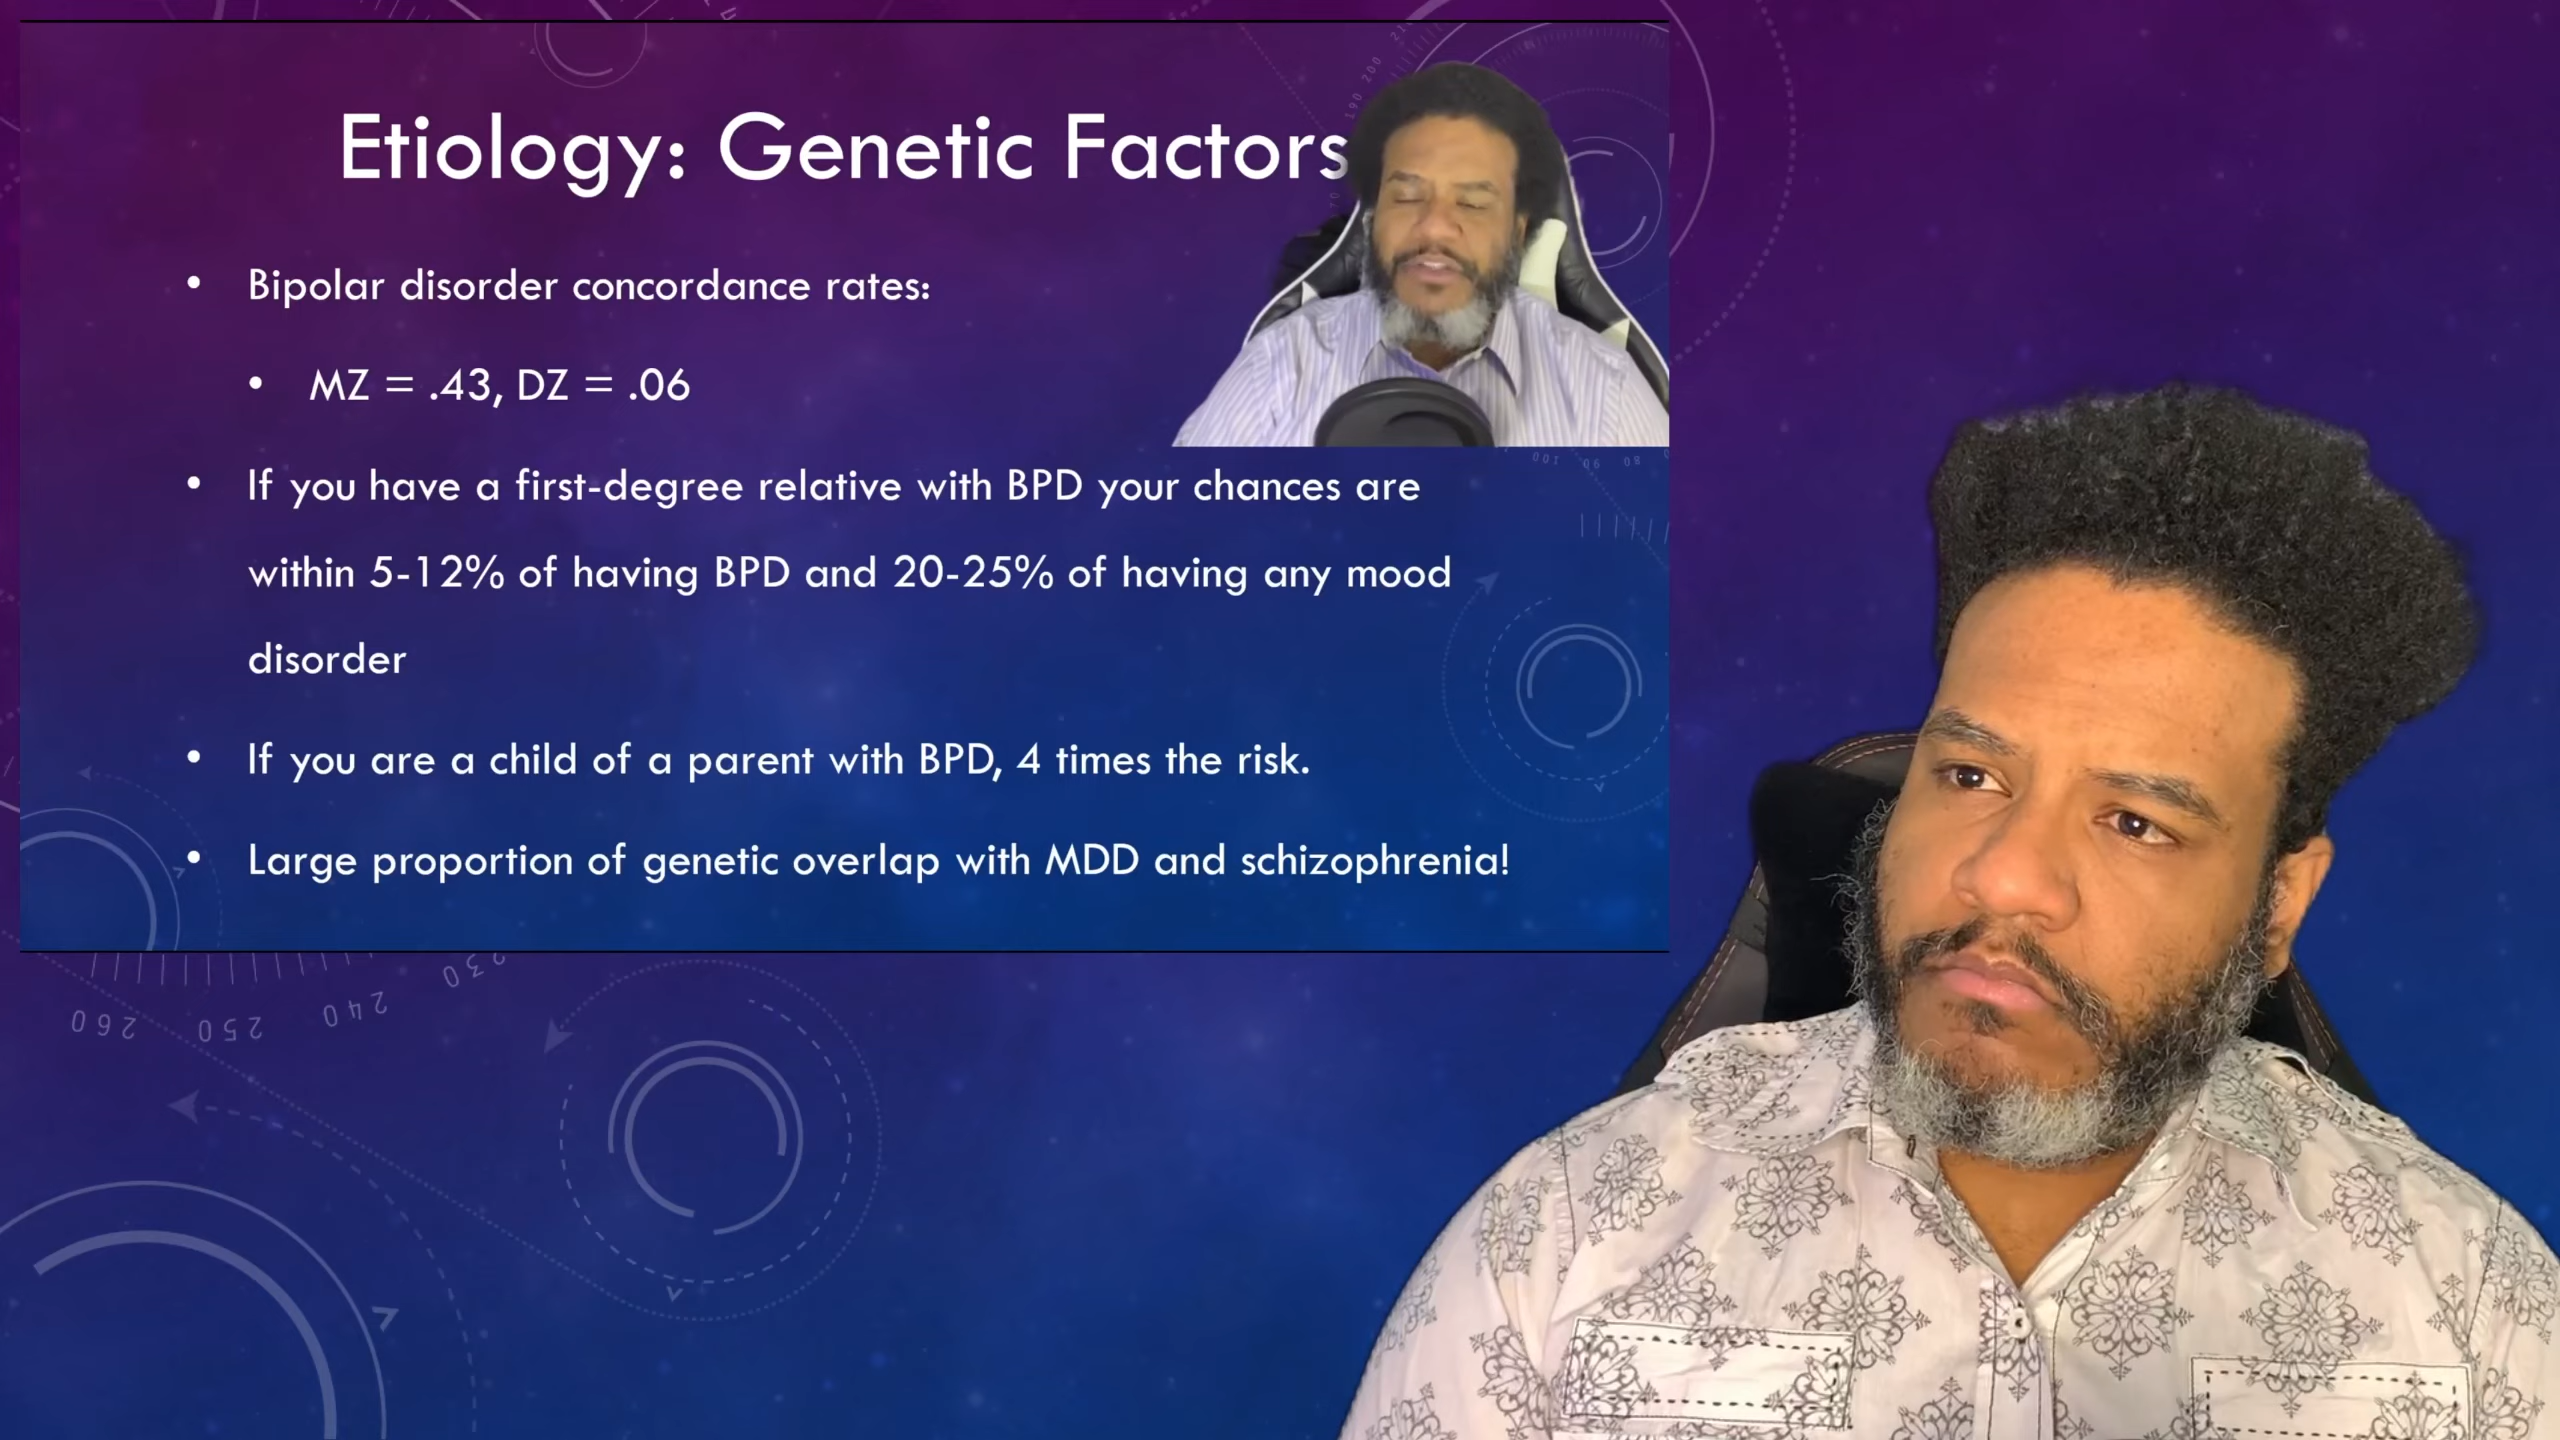 Etiology: Genetic Factors
• Bipolar disorder concordance rates:
• MZ = .43, DZ = .06
• If you have a first-degree relative with BPD your chances are
within 5-12% of having BPD and 20-25% of having any mood
disorder
• If you are a child of a parent with BPD, 4 times the risk.
• Large proportion of genetic overlap with MDD and schizophrenia!
260 250 240 230